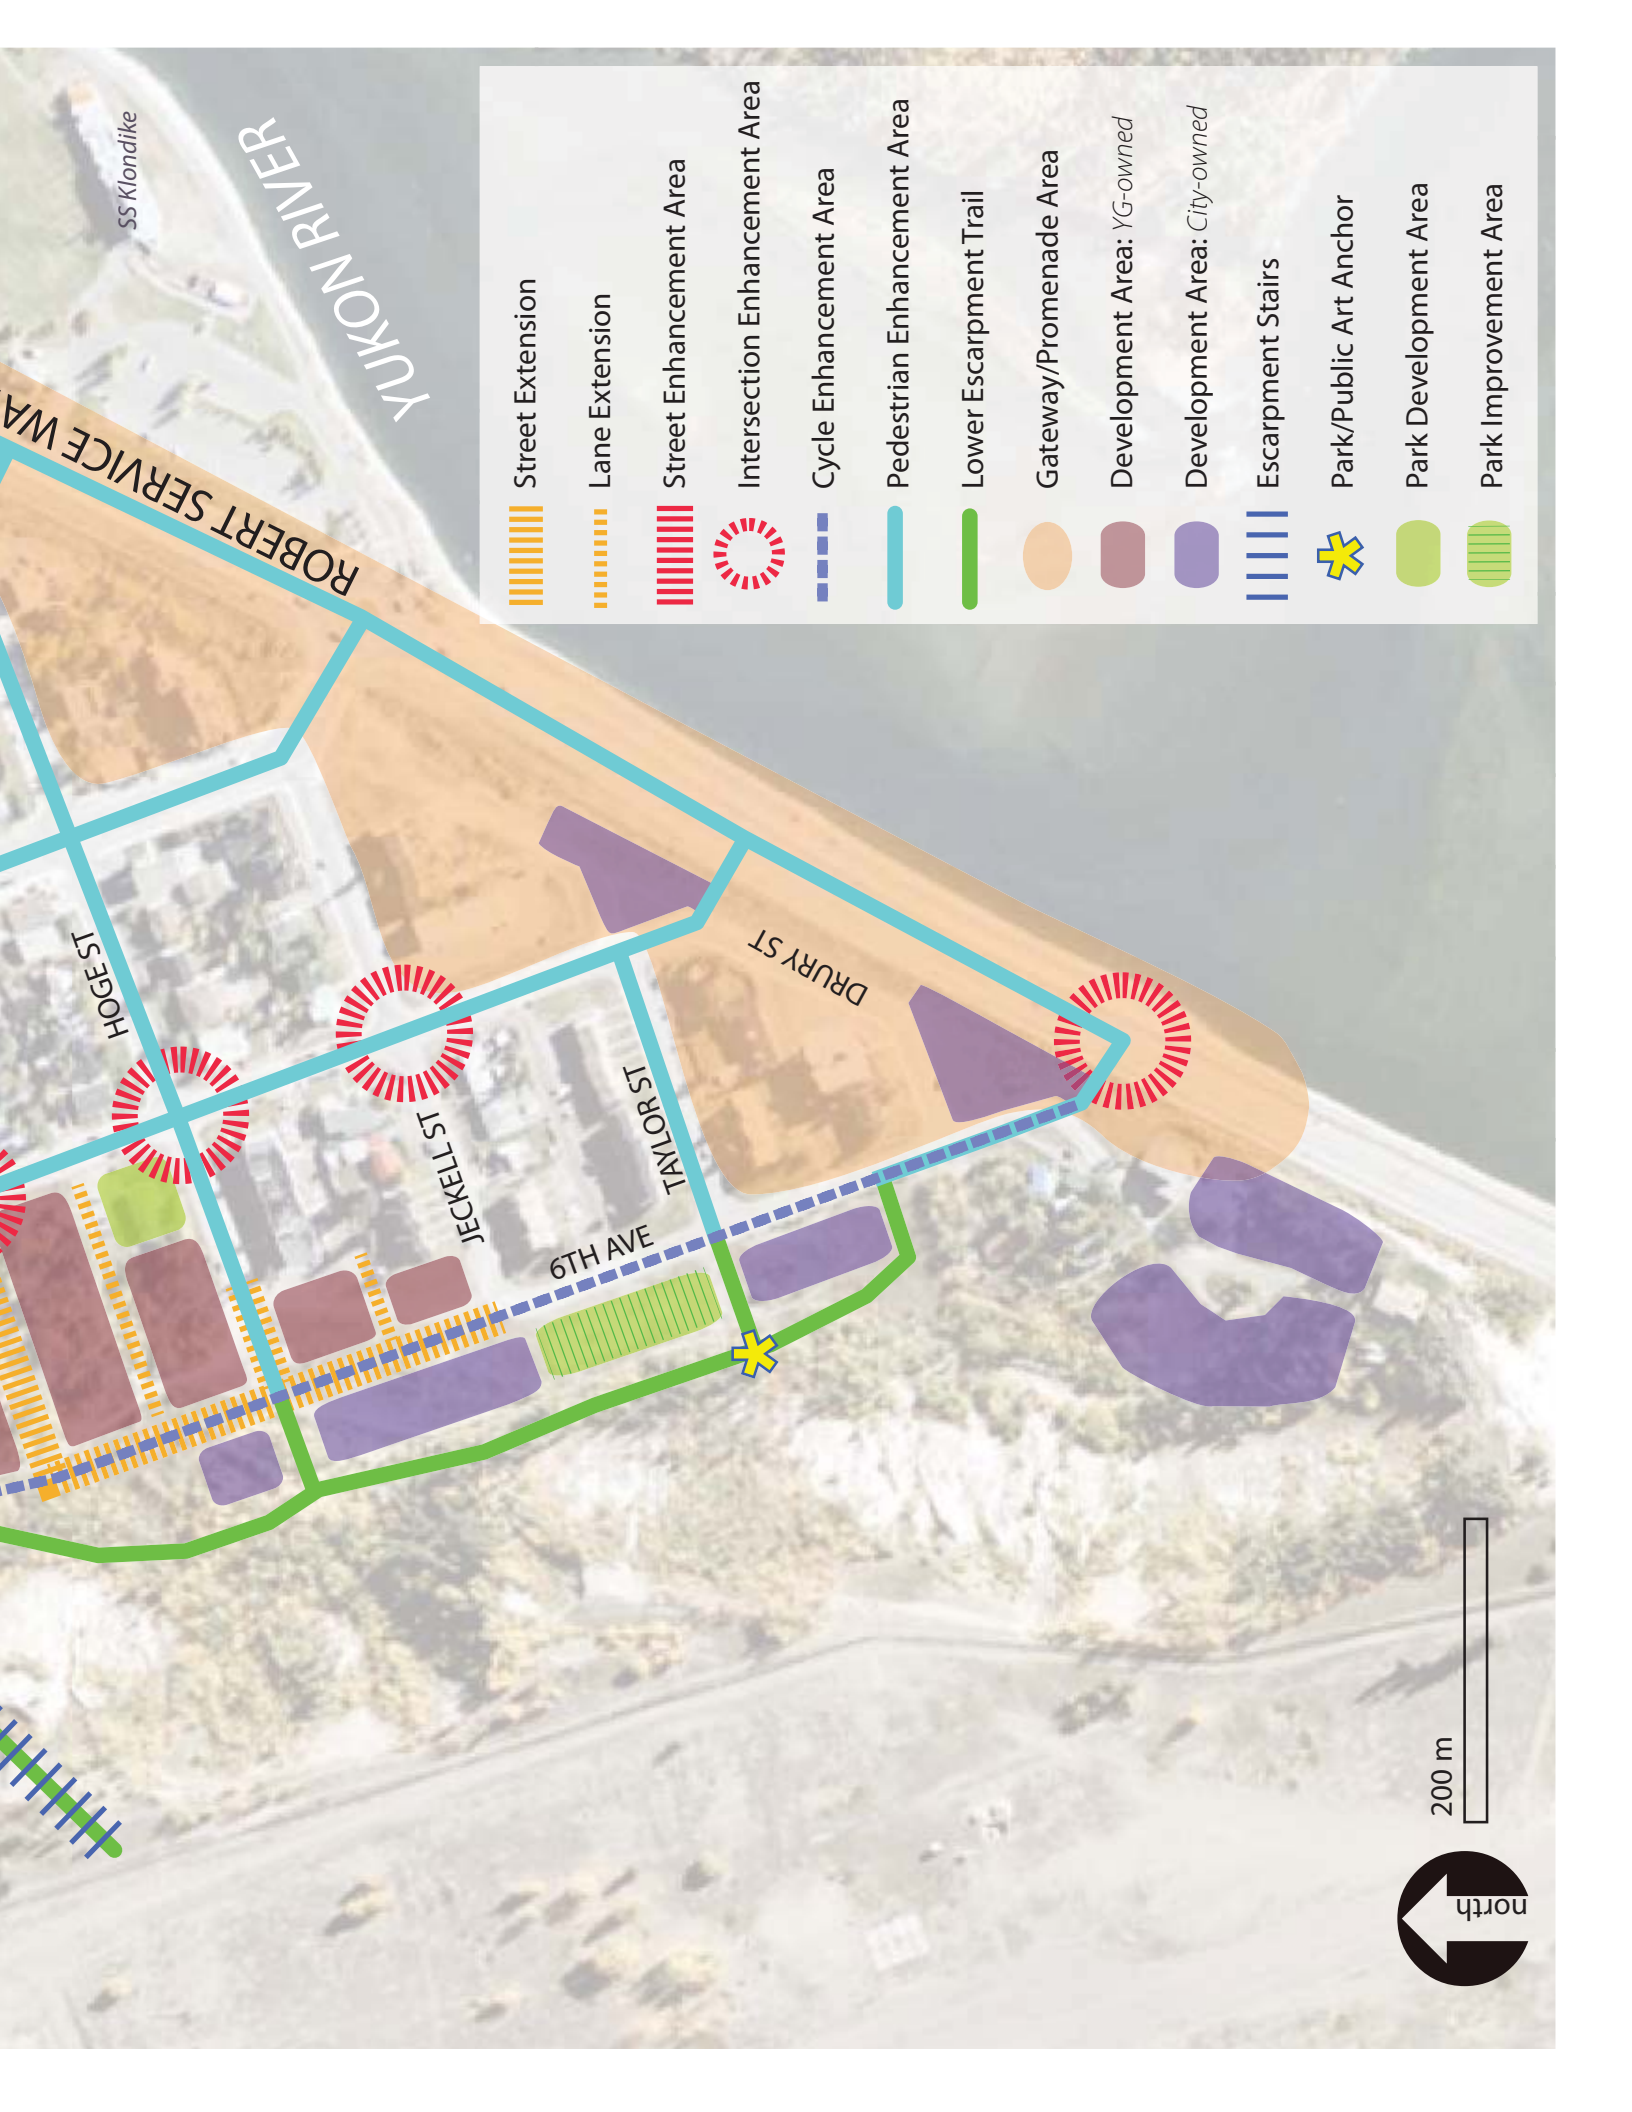 SS Klondike
YUKON RIVER
ROBERT SERVICE WA
HOGE ST
JECKELL ST
TAYLOR ST
DRURY ST
6TH AVE
Street Extension
Lane Extension
Street Enhancement Area
Intersection Enhancement Area
Cycle Enhancement Area
Pedestrian Enhancement Area
Lower Escarpment Trail
Gateway/Promenade Area
Development Area: YG-owned
Development Area: City-owned
Escarpment Stairs
Park/Public Art Anchor
Park Development Area
Park Improvement Area
200 m
north